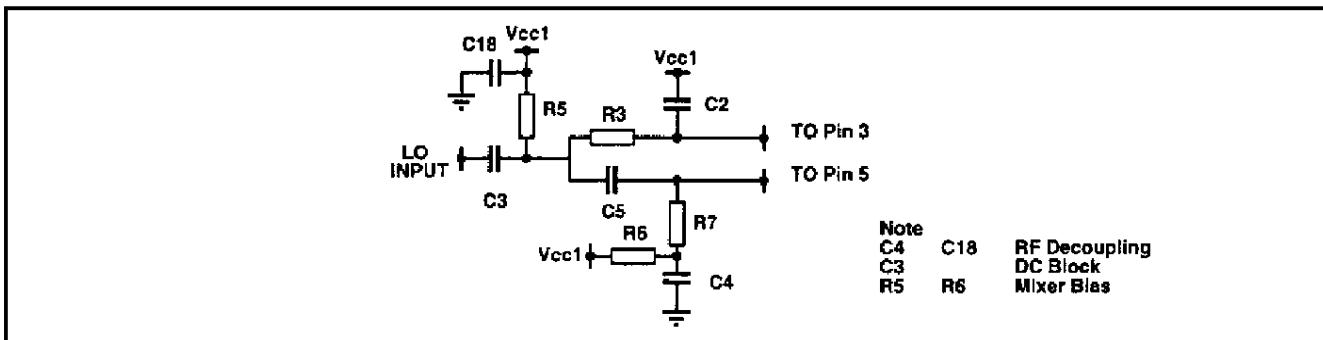 C18
Vcc1
Vcc1
R5
R3
C2
TO Pin 3
LO
INPUT
TO Pin 5
C3
C5
R7
R6
Vcc1
C4
Note
C4 C18 RF Decoupling
C3 DC Block
R5 R6 Mixer Bias